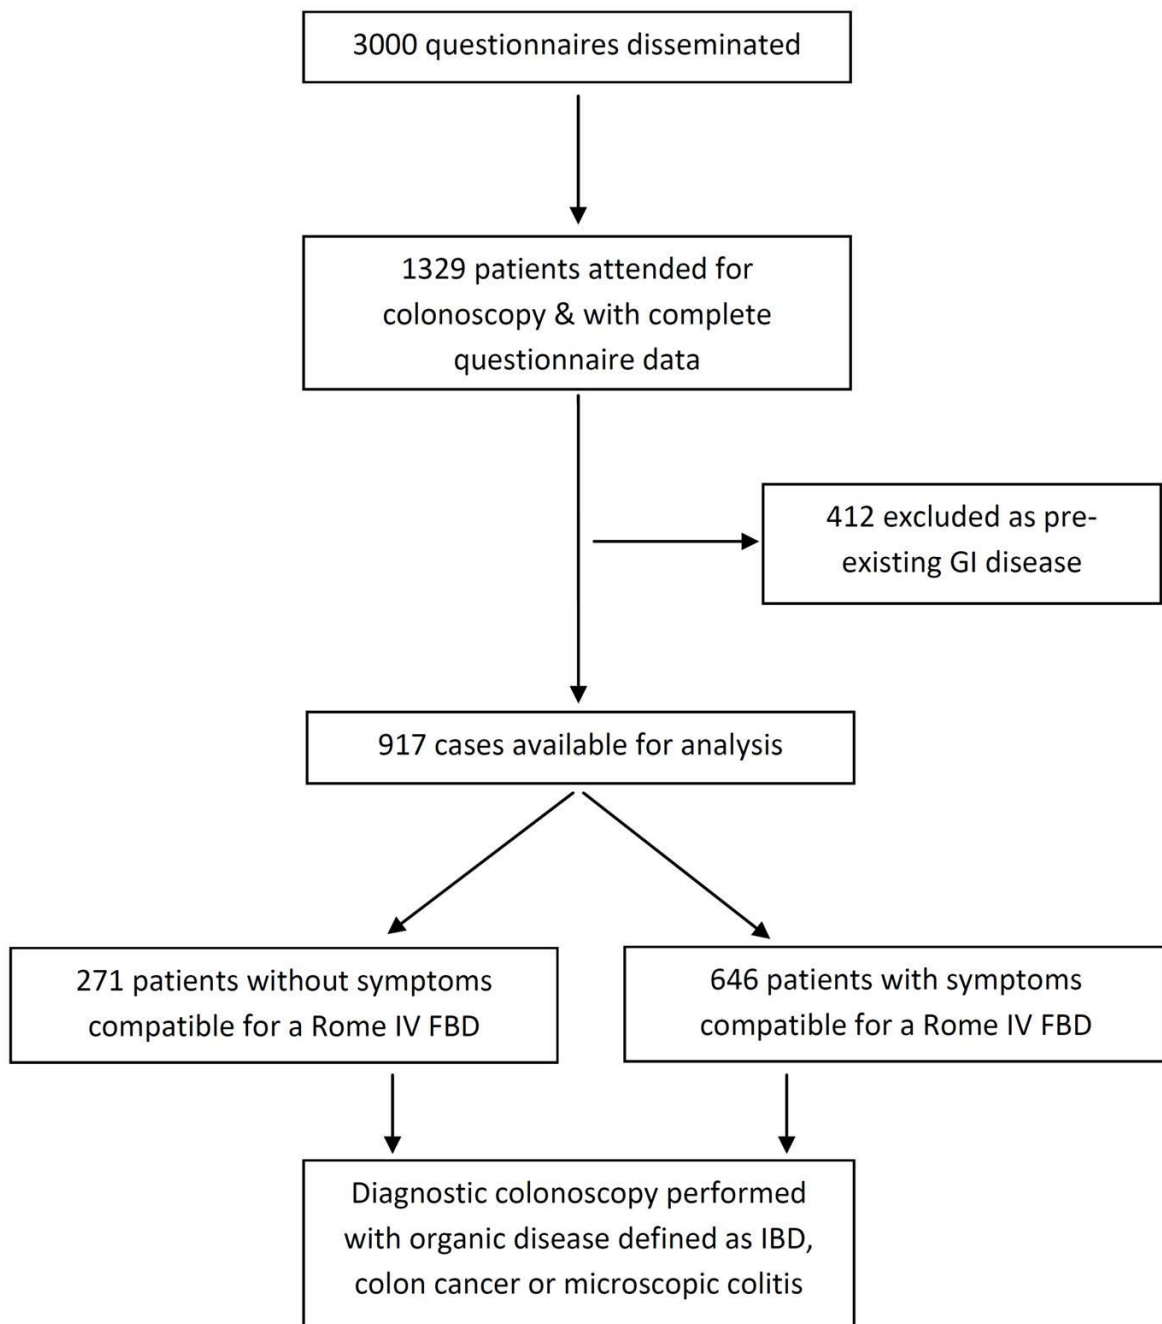 3000 questionnaires disseminated
1329 patients attended for
colonoscopy & with complete
questionnaire data
412 excluded as pre-
existing GI disease
917 cases available for analysis
271 patients without symptoms
compatible for a Rome IV FBD
646 patients with symptoms
compatible for a Rome IV FBD
Diagnostic colonoscopy performed
with organic disease defined as IBD,
colon cancer or microscopic colitis